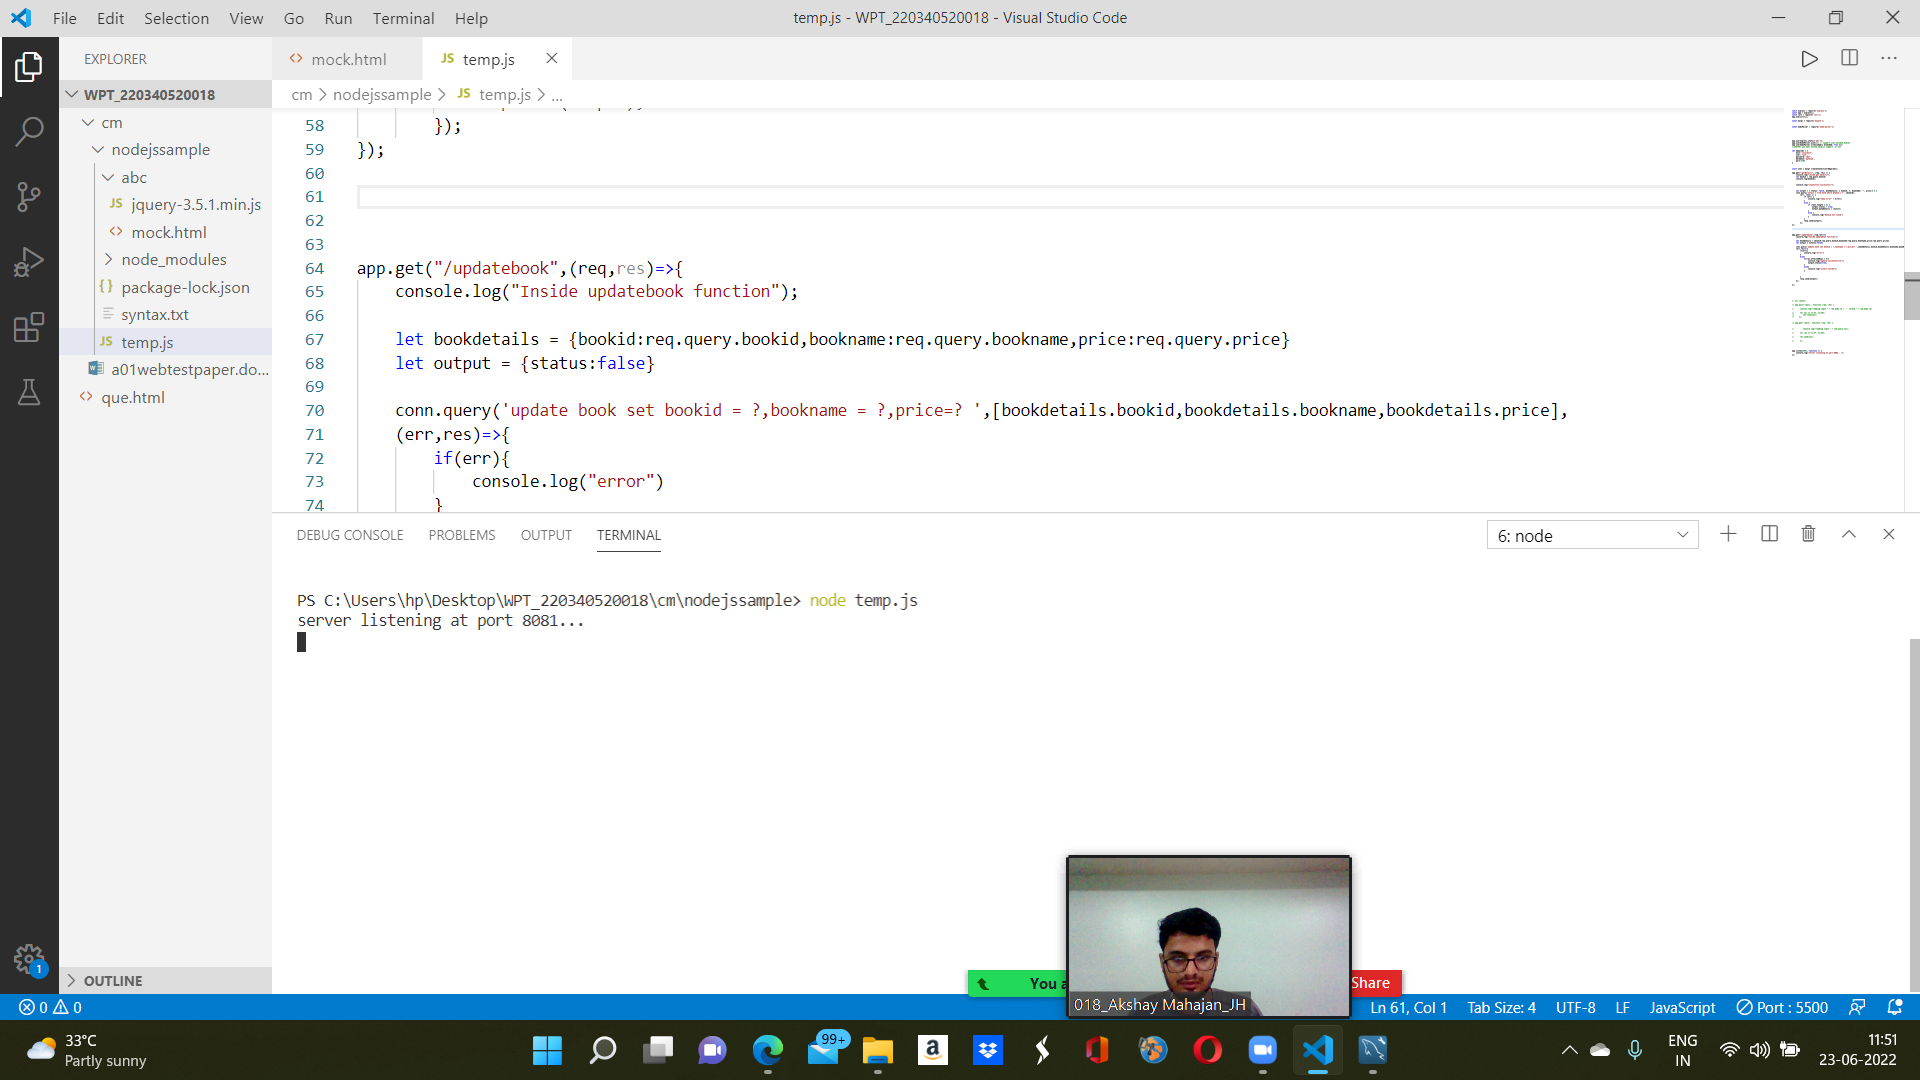 File Edit Selection View Go Run Terminal Help
temp.js - WPT_220340520018 - Visual Studio Code
EXPLORER
WPT_220340520018
cm
nodejssample
abc
JS jquery-3.5.1.min.js
<> mock.html
node_modules
{} package-lock.json
syntax.txt
JS temp.js
a01webtestpaper.do...
<> que.html
OUTLINE
<> mock.html
JS temp.js
cm > nodejssample > JS temp.js > ...
58 });
59 });
60
61
62
63
64 app.get("/updatebook",(req,res)=>{
65 console.log("Inside updatebook function");
66
67 let bookdetails = {bookid:req.query.bookid,bookname:req.query.bookname,price:req.query.price}
68 let output = {status:false}
69
70 conn.query('update book set bookid = ?,bookname = ?,price=? ',[bookdetails.bookid,bookdetails.bookname,bookdetails.price],
71 (err,res)=>{
72 if(err){
73 console.log("error")
74 }
DEBUG CONSOLE PROBLEMS OUTPUT TERMINAL
6: node
PS C:\Users\hp\Desktop\WPT_220340520018\cm\nodejssample> node temp.js
server listening at port 8081...
018_Akshay Mahajan_JH
You a
Share
1
0 0
Ln 61, Col 1 Tab Size: 4 UTF-8 LF JavaScript Port : 5500
33°C
Partly sunny
99+
a
ENG
IN
11:51
23-06-2022